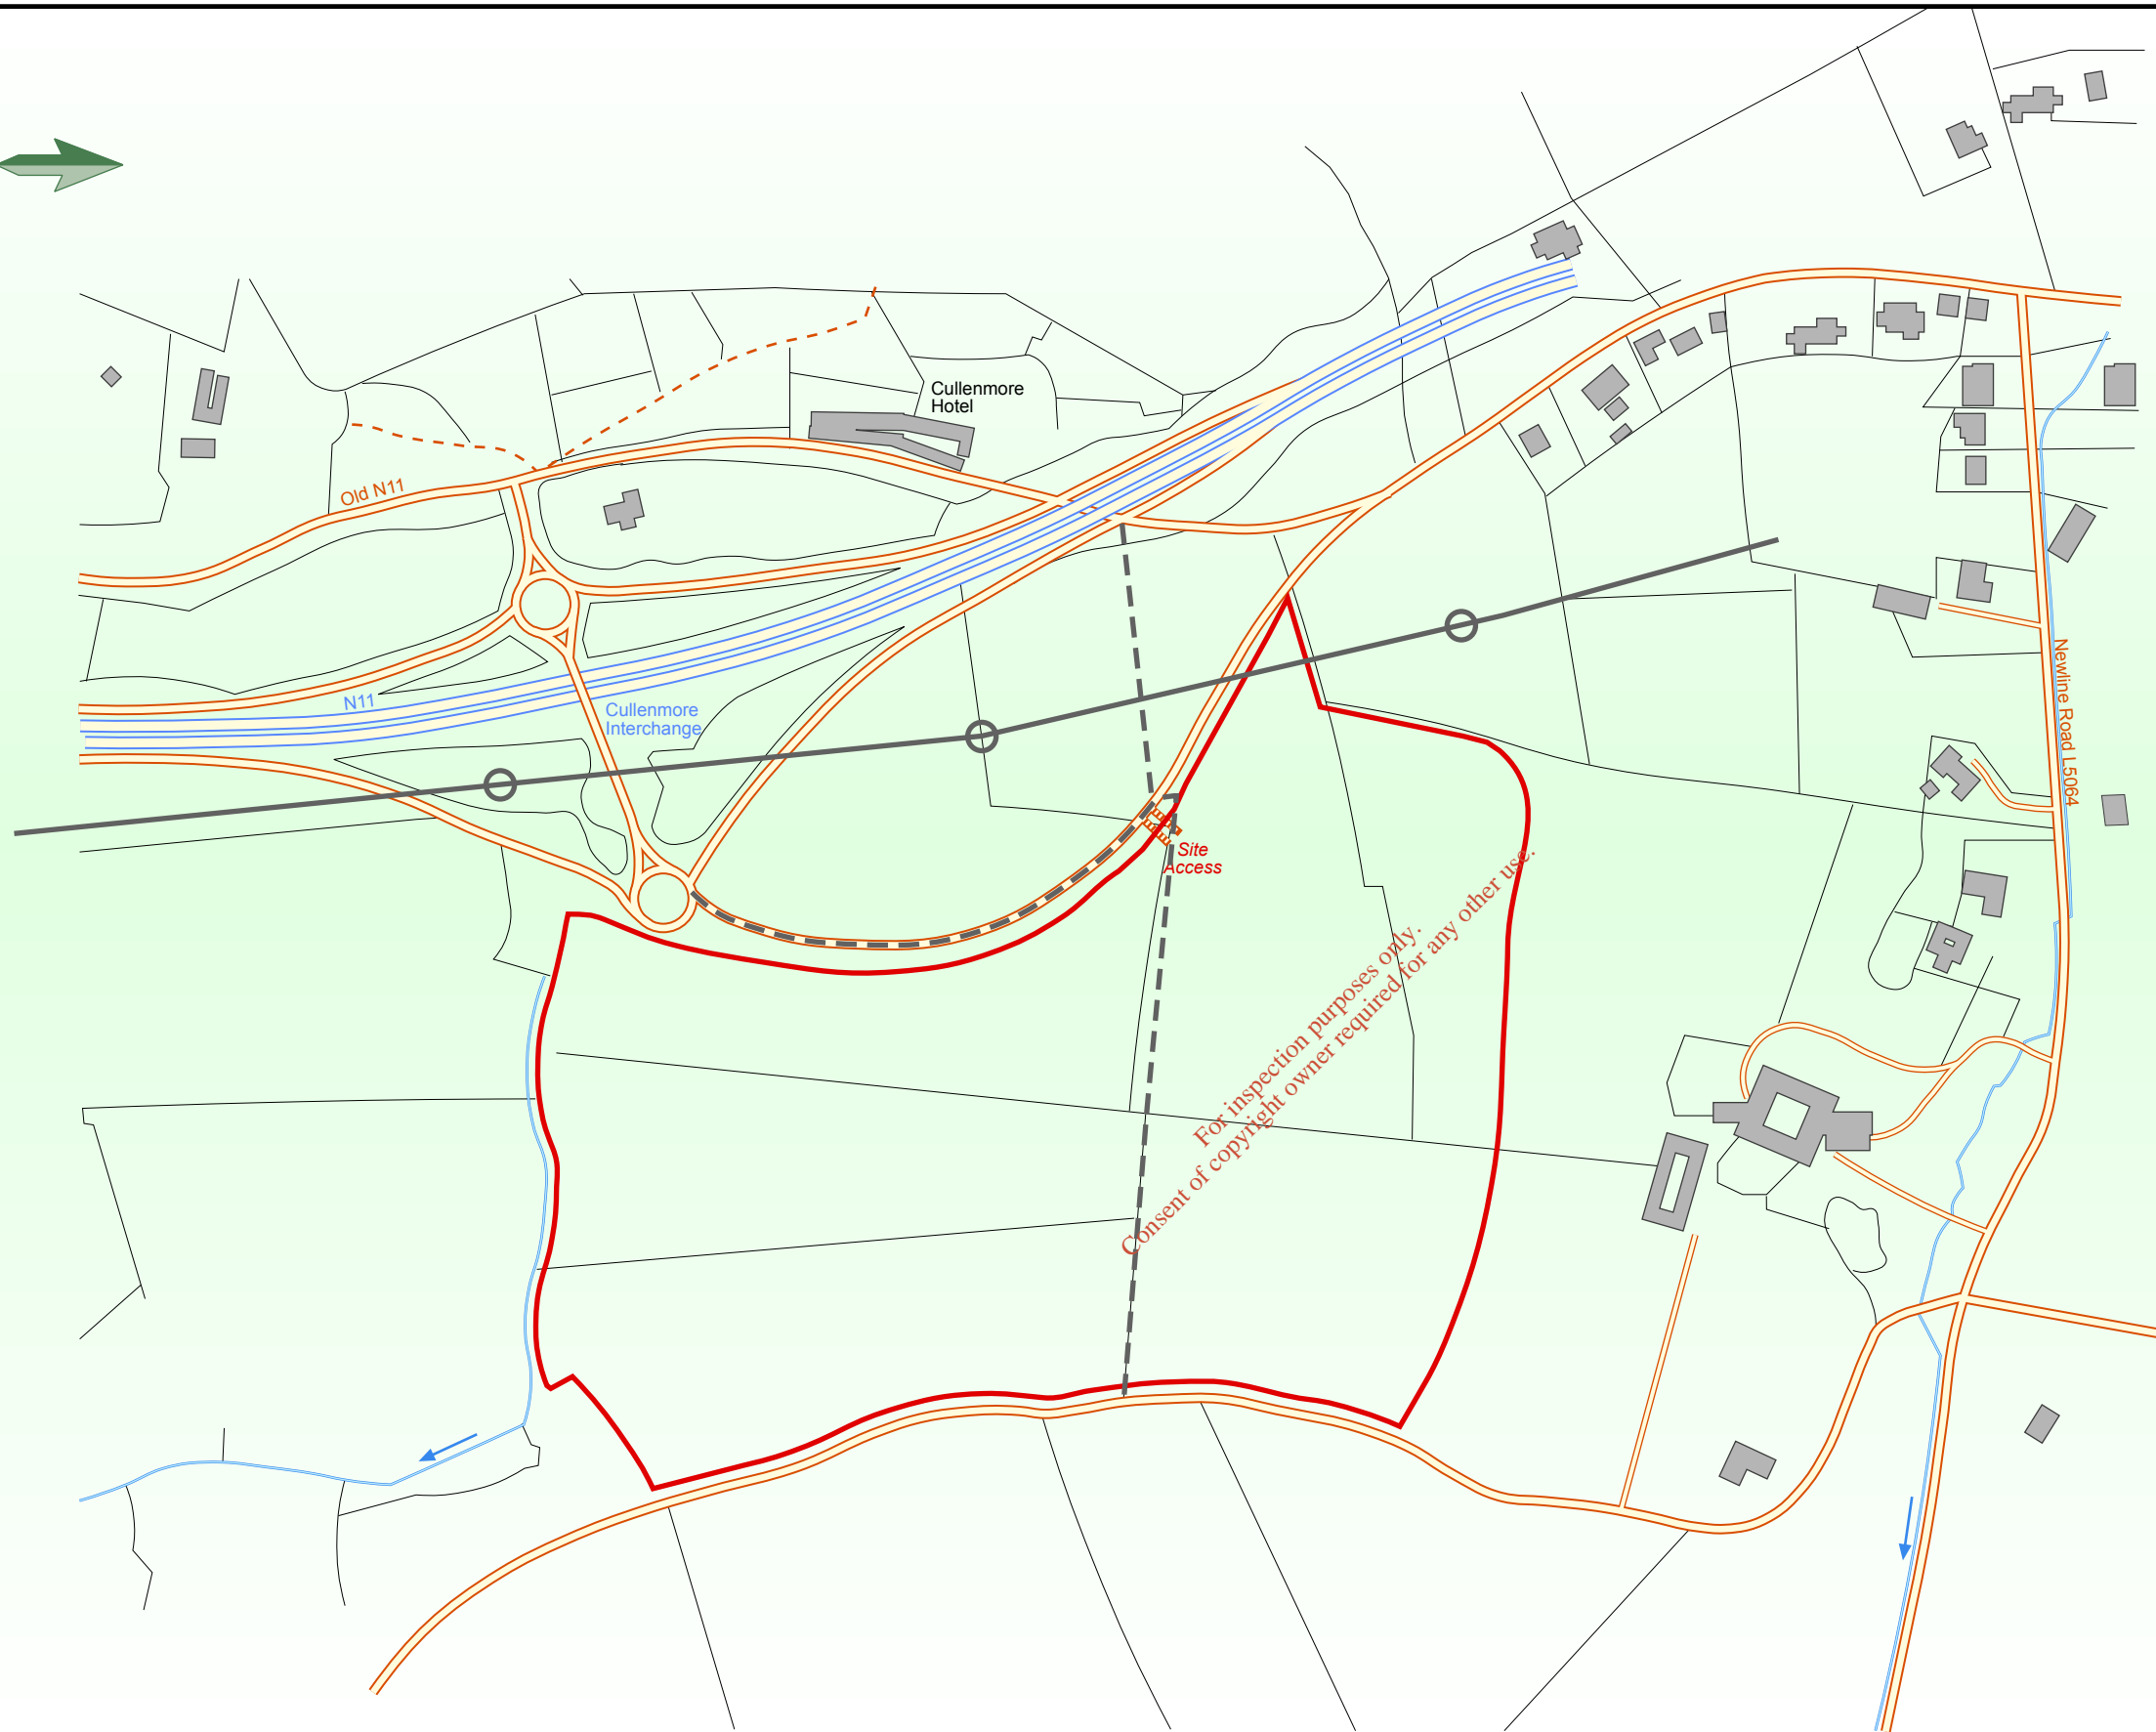 Cullenmore
Hotel
Old N11
N11
Cullenmore
Interchange
Newline Road L5064
Site
Access
For inspection purposes only.
Consent of copyright owner required for any other use.